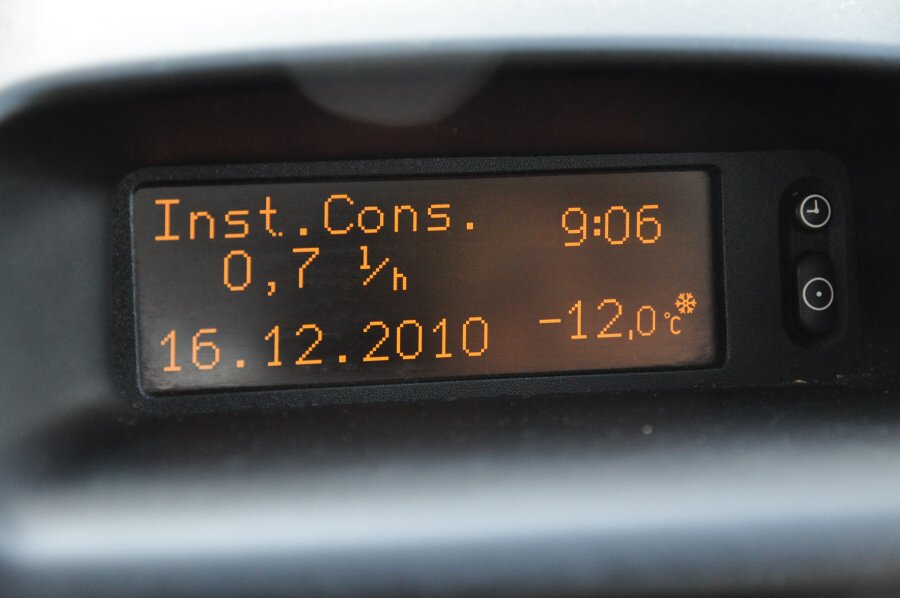 Inst.Cons. 9:06
0,7 l/h
16.12.2010 -12,0 °C